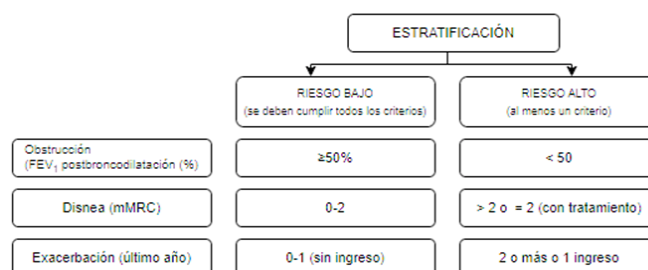 ESTRATIFICACIÓN
RIESGO BAJO
(se deben cumplir todos los criterios)
RIESGO ALTO
(al menos un criterio)
Obstrucción
(FEV₁ postbroncodilatación (%)
≥50%
< 50
Disnea (mMRC)
0-2
> 2 o = 2 (con tratamiento)
Exacerbación (último año)
0-1 (sin ingreso)
2 o más o 1 ingreso